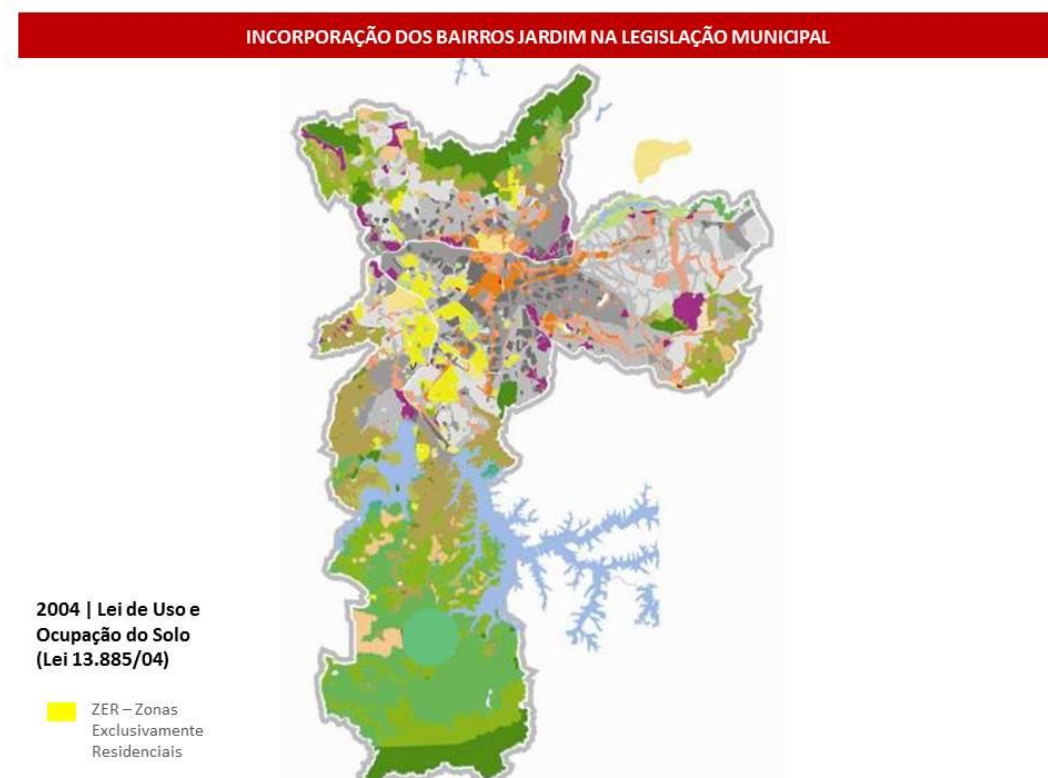 INCORPORAÇÃO DOS BAIRROS JARDIM NA LEGISLAÇÃO MUNICIPAL
2004 | Lei de Uso e
Ocupação do Solo
(Lei 13.885/04)
ZER – Zonas
Exclusivamente
Residenciais